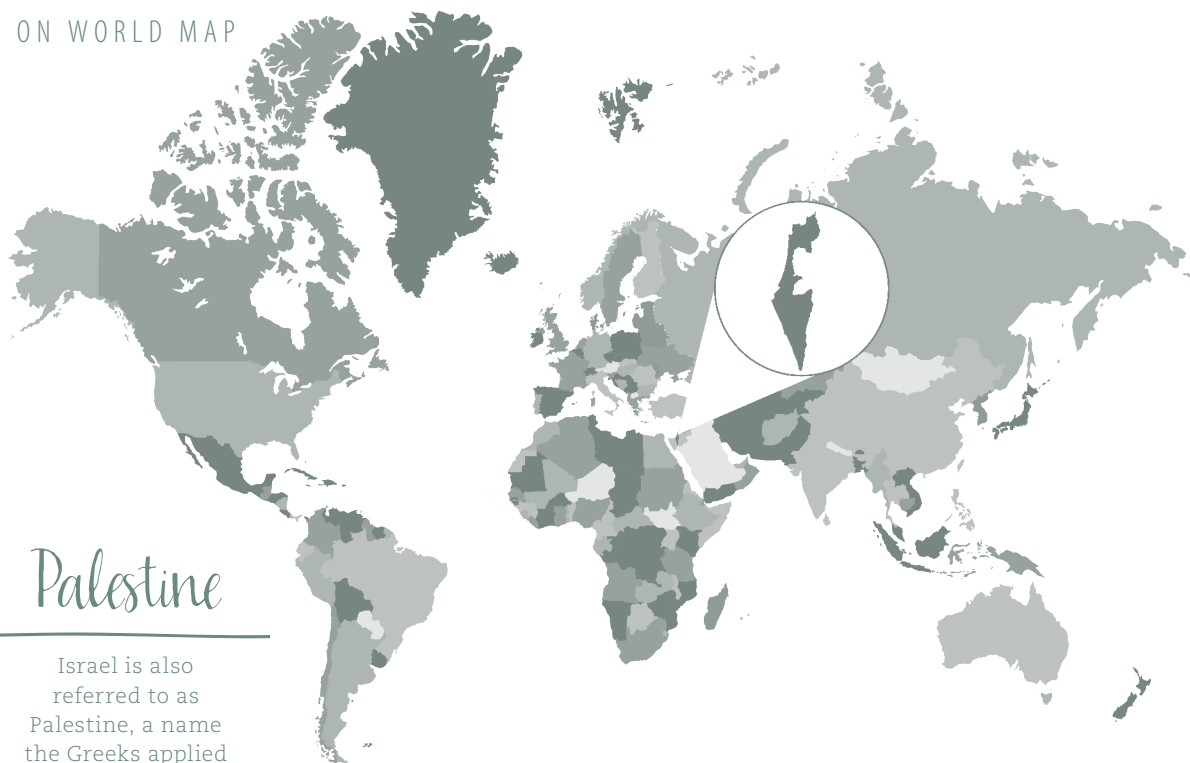 ON WORLD MAP
Palestine
Israel is also
referred to as
Palestine, a name
the Greeks applied